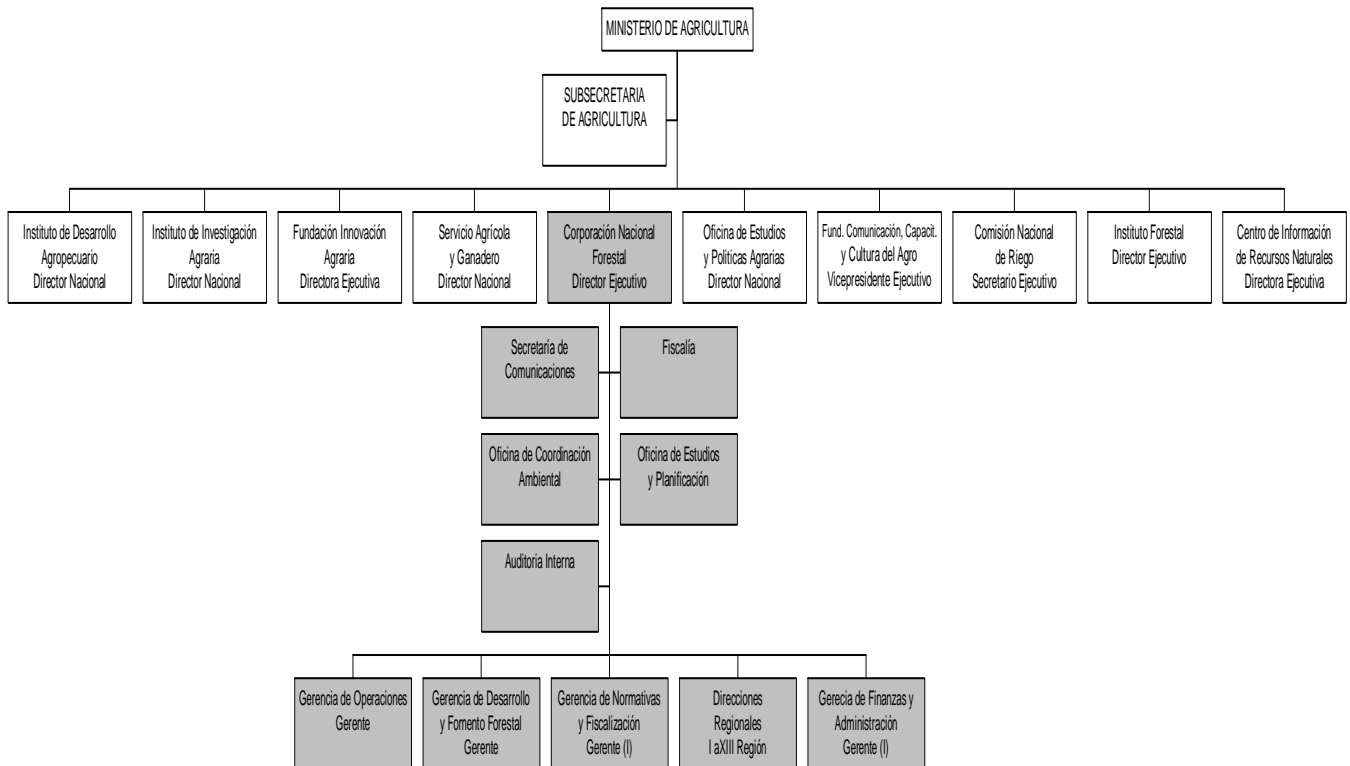 MINISTERIO DE AGRICULTURA
SUBSECRETARIA
DE AGRICULTURA
Instituto de Desarrollo
Agropecuario
Director Nacional
Instituto de Investigación
Agraria
Director Nacional
Fundación Innovación
Agraria
Directora Ejecutiva
Servicio Agrícola
y Ganadero
Director Nacional
Corporación Nacional
Forestal
Director Ejecutivo
Oficina de Estudios
y Politicas Agrarias
Director Nacional
Fund. Comunicación, Capacit.
y Cultura del Agro
Vicepresidente Ejecutivo
Comisión Nacional
de Riego
Secretario Ejecutivo
Instituto Forestal
Director Ejecutivo
Centro de Información
de Recursos Naturales
Directora Ejecutiva
Secretaría de
Comunicaciones
Fiscalía
Oficina de Coordinación
Ambiental
Oficina de Estudios
y Planificación
Auditoria Interna
Gerencia de Operaciones
Gerente
Gerencia de Desarrollo
y Fomento Forestal
Gerente
Gerencia de Normativas
y Fiscalización
Gerente (I)
Direcciones
Regionales
I aXIII Región
Gerecia de Finanzas y
Administración
Gerente (I)